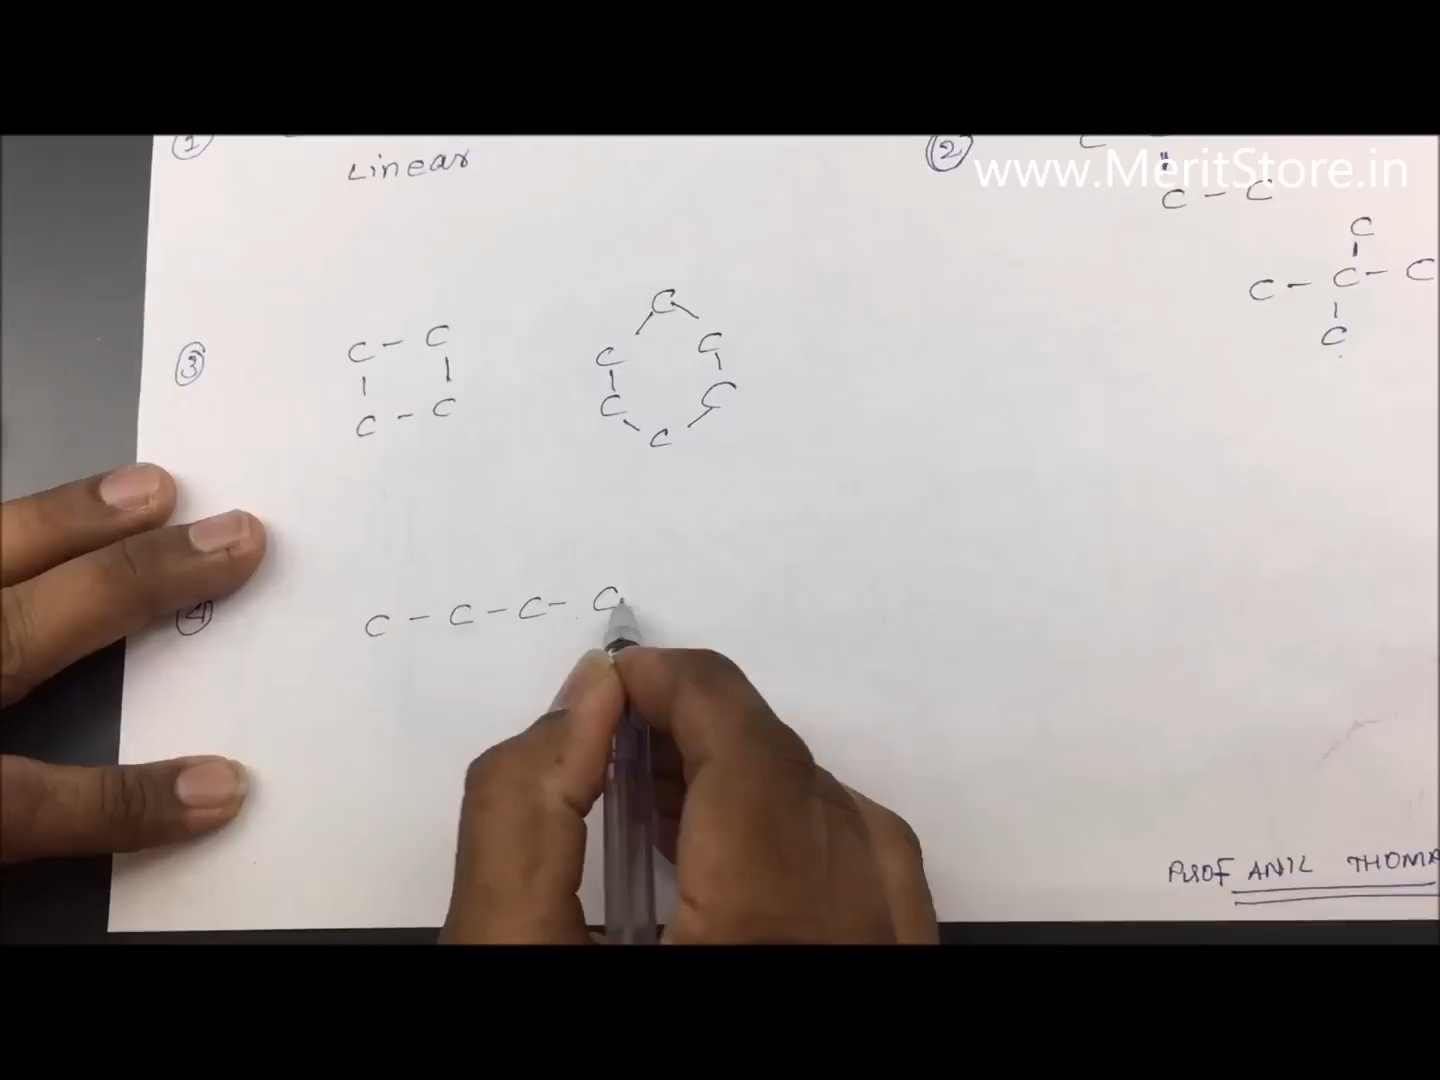 1
Linear
2
www.MeritStore.in
C
"
C - C
C
C - C - C
C
3
C - C
C - C
C
C C
C C
C
4
C - C - C - C
PROF ANIL THOMA